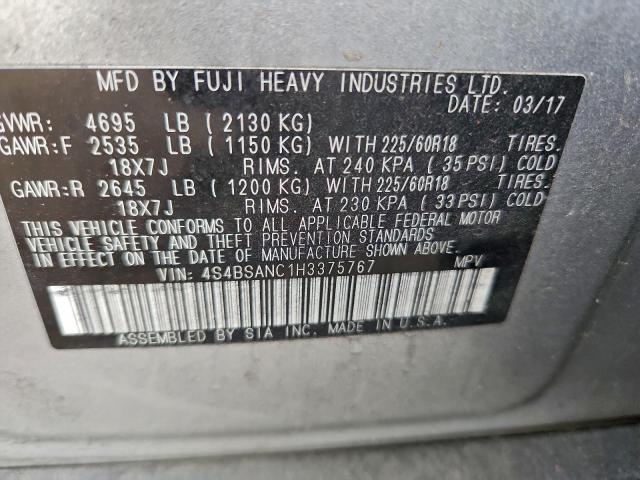 MFD BY FUJI HEAVY INDUSTRIES LTD.
DATE: 03/17
GVWR: 4695 LB ( 2130 KG)
GAWR:F 2535 LB ( 1150 KG) WITH 225/60R18 TIRES.
18X7J RIMS. AT 240 KPA ( 35 PSI) COLD
GAWR:R 2645 LB ( 1200 KG) WITH 225/60R18 TIRES.
18X7J RIMS. AT 230 KPA ( 33 PSI) COLD
THIS VEHICLE CONFORMS TO ALL APPLICABLE FEDERAL MOTOR
VEHICLE SAFETY AND THEFT PREVENTION STANDARDS
IN EFFECT ON THE DATE OF MANUFACTURE SHOWN ABOVE.
VIN: 4S4BSANC1H3375767 MPV
ASSEMBLED BY SIA INC. MADE IN U.S.A.